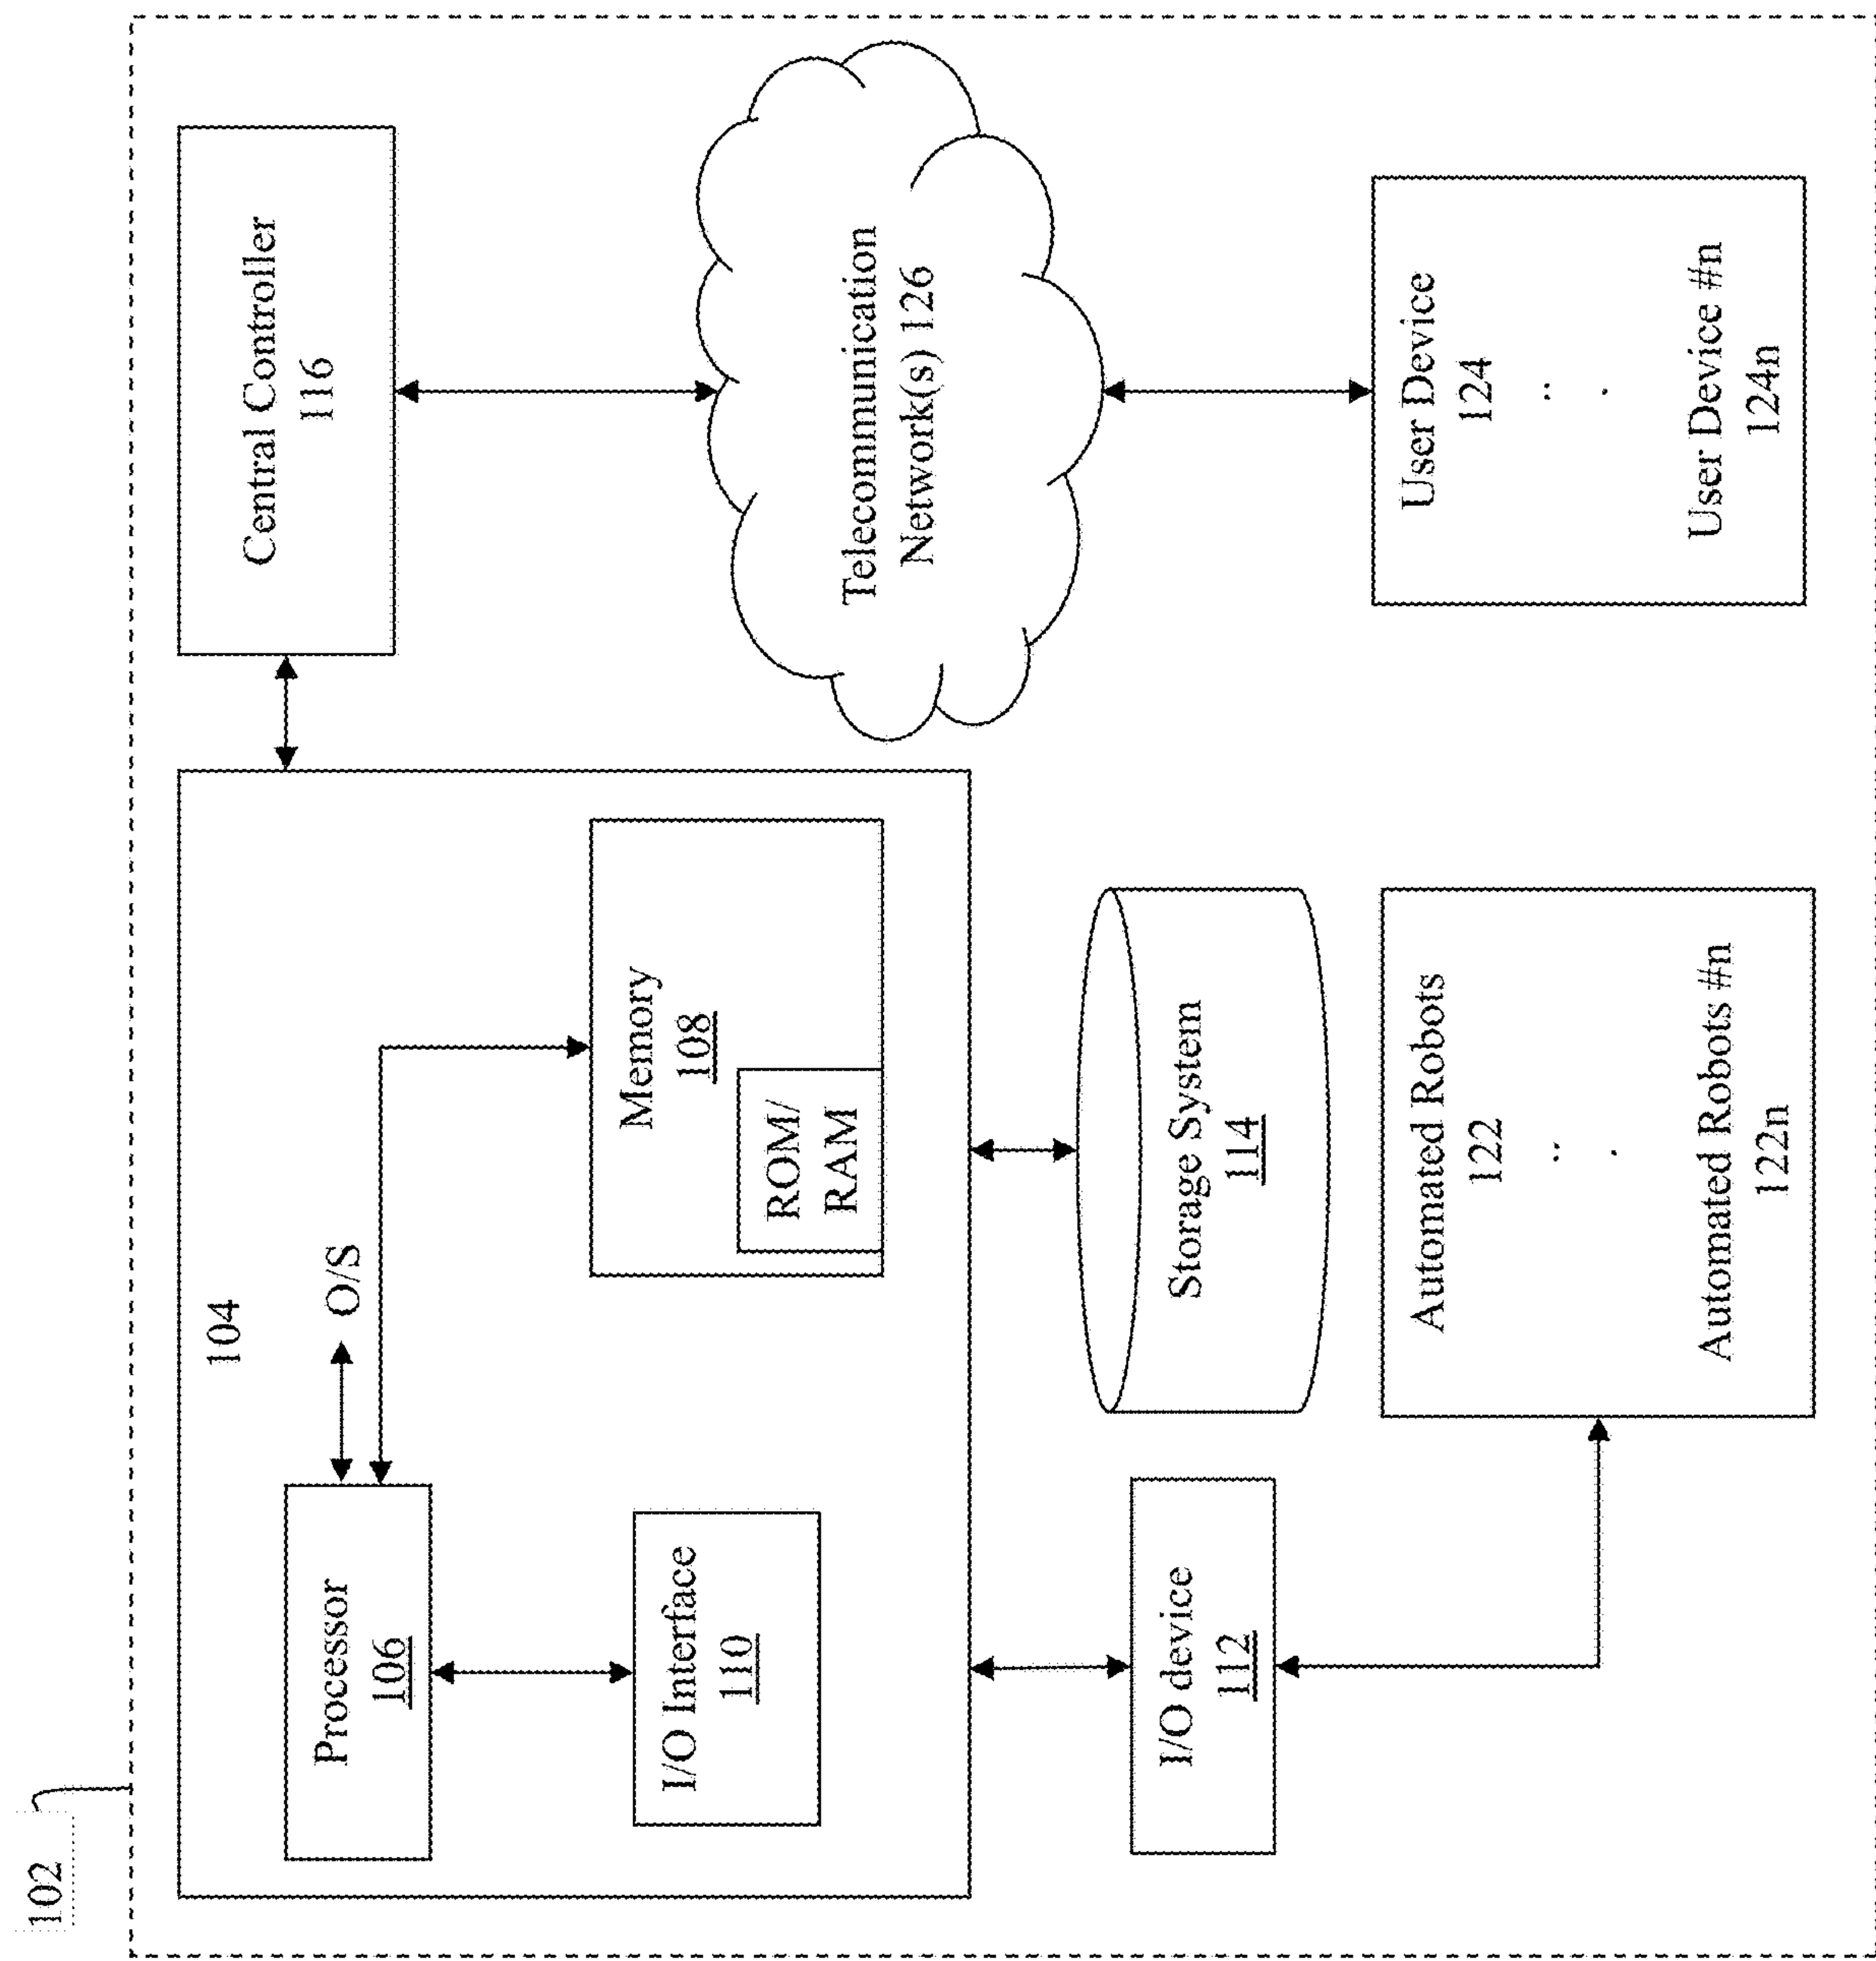 102
104
Processor
106
O/S
I/O Interface
110
Memory
108
ROM/
RAM
Central Controller
116
I/O device
112
Storage System
114
Telecommunication
Network(s) 126
Automated Robots
122
Automated Robots #n
122n
User Device
124
User Device #n
124n